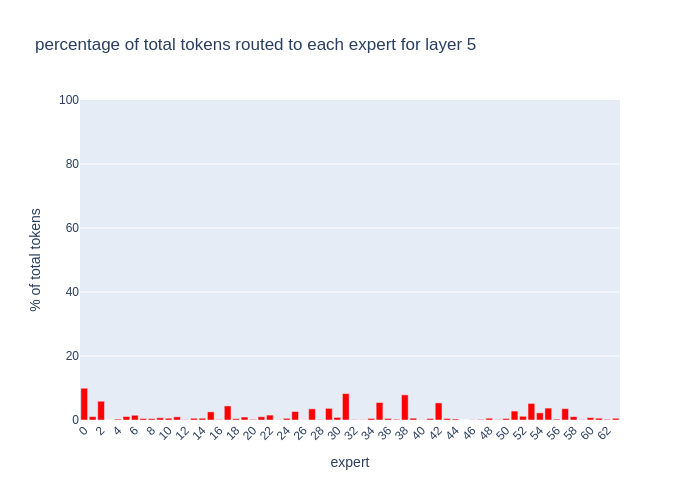 percentage of total tokens routed to each expert for layer 5
% of total tokens
100
80
60
40
20
0
0 2 4 6 8 10 12 14 16 18 20 22 24 26 28 30 32 34 36 38 40 42 44 46 48 50 52 54 56 58 60 62
expert